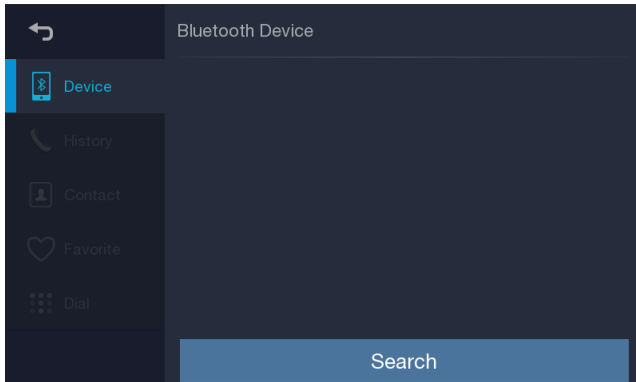 Bluetooth Device
Device
History
Contact
Favorite
Dial
Search